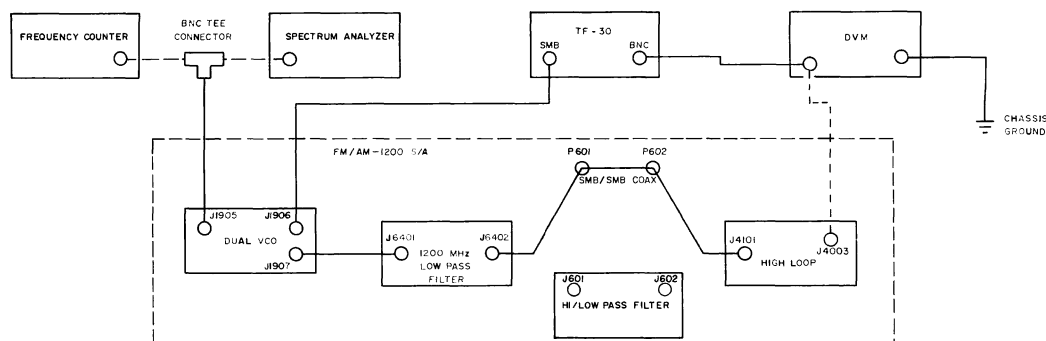 BNC TEE
CONNECTOR
FREQUENCY COUNTER
SPECTRUM ANALYZER
TF-30
SMB
BNC
DVM
CHASSIS
GROUND
FM/AM-1200 S/A
P601
P602
SMB/SMB COAX
J1905
J1906
DUAL VCO
J1907
J6401
J6402
1200 MHz
LOW PASS
FILTER
J4101
J4003
HIGH LOOP
J601
J602
HI/LOW PASS FILTER